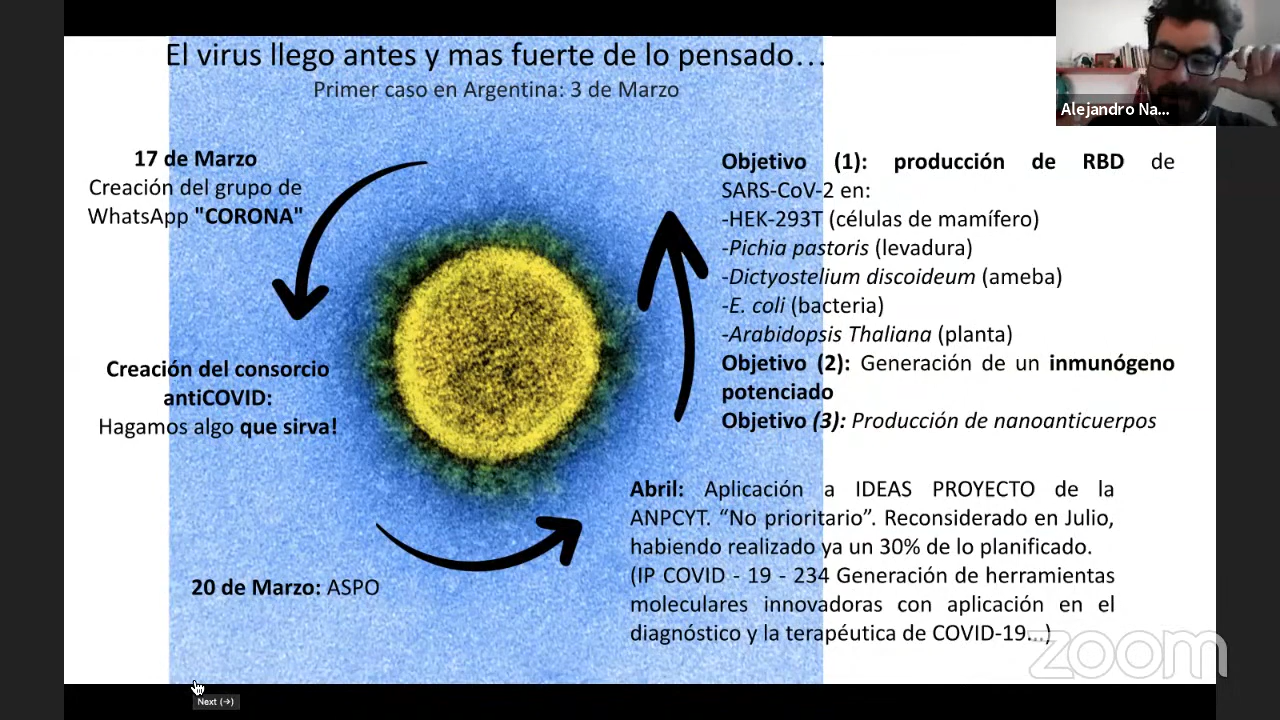 El virus llego antes y mas fuerte de lo pensado...
Primer caso en Argentina: 3 de Marzo
Alejandro Na...
17 de Marzo
Creación del grupo de
WhatsApp "CORONA"
Creación del consorcio
antiCOVID:
Hagamos algo que sirva!
20 de Marzo: ASPO
Objetivo (1): producción de RBD de
SARS-CoV-2 en:
-HEK-293T (células de mamífero)
-Pichia pastoris (levadura)
-Dictyostelium discoideum (ameba)
-E. coli (bacteria)
-Arabidopsis Thaliana (planta)
Objetivo (2): Generación de un inmunógeno
potenciado
Objetivo (3): Producción de nanoanticuerpos
Abril: Aplicación a IDEAS PROYECTO de la
ANPCYT. “No prioritario”. Reconsiderado en Julio,
habiendo realizado ya un 30% de lo planificado.
(IP COVID - 19 - 234 Generación de herramientas
moleculares innovadoras con aplicación en el
diagnóstico y la terapéutica de COVID-19...)
zoom
Next (→)